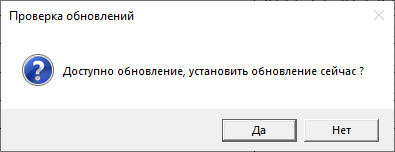 Проверка обновлений
Доступно обновление, установить обновление сейчас ?
Да
Нет